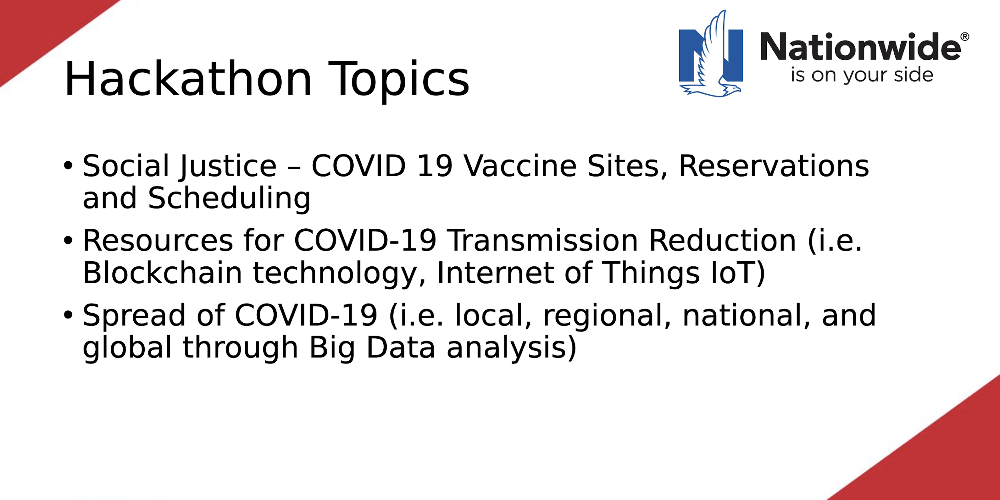 Nationwide®
is on your side
Hackathon Topics
• Social Justice – COVID 19 Vaccine Sites, Reservations
and Scheduling
• Resources for COVID-19 Transmission Reduction (i.e.
Blockchain technology, Internet of Things IoT)
• Spread of COVID-19 (i.e. local, regional, national, and
global through Big Data analysis)